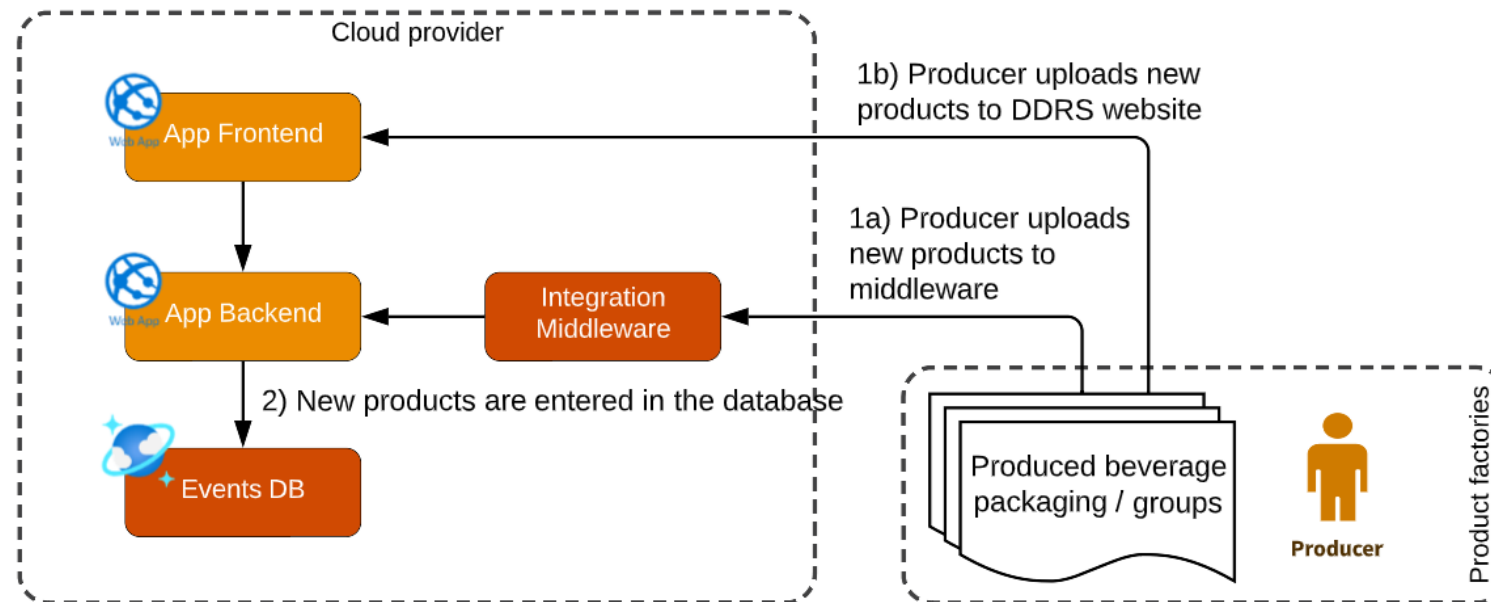 Cloud provider
1b) Producer uploads new
products to DDRS website
Web App
App Frontend
1a) Producer uploads
new products to
middleware
Web App
App Backend
Integration
Middleware
2) New products are entered in the database
Events DB
Produced beverage
packaging / groups
Producer
Product factories